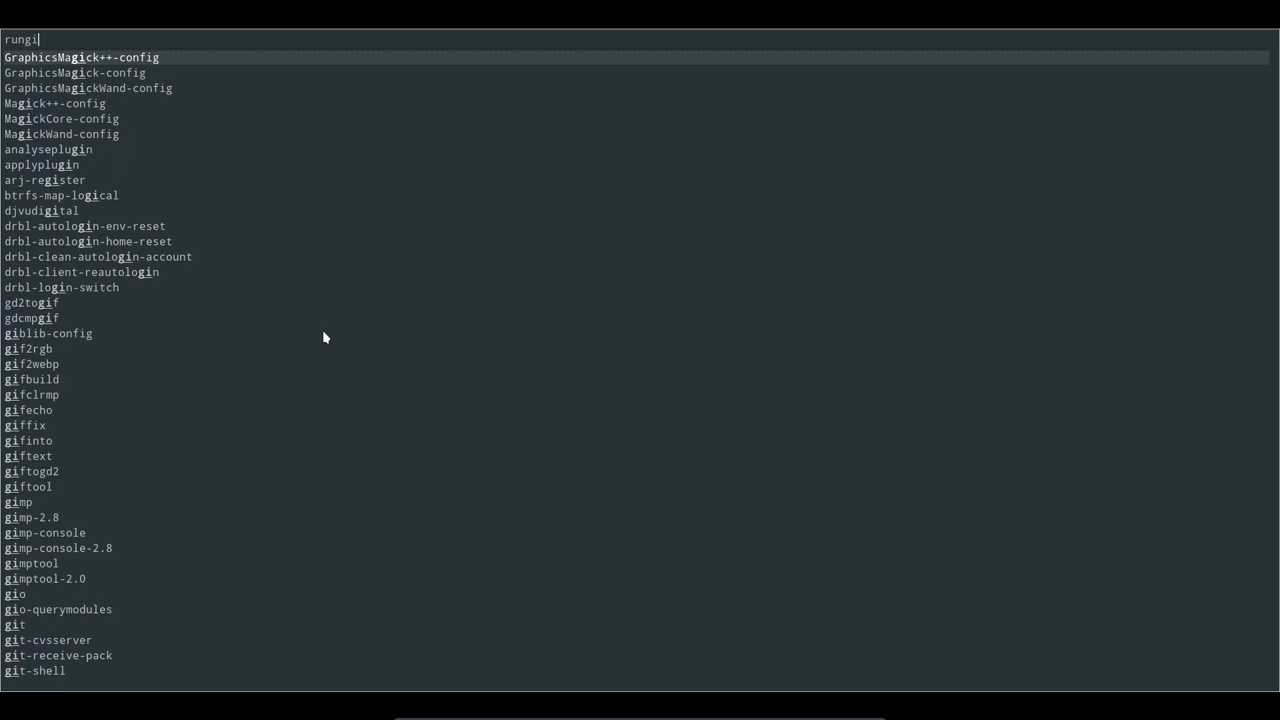 rungi
GraphicsMagick++-config
GraphicsMagick-config
GraphicsMagickWand-config
Magick++-config
MagickCore-config
MagickWand-config
analyseplugin
applyplugin
arj-register
btrfs-map-logical
djvudigital
drbl-autologin-env-reset
drbl-autologin-home-reset
drbl-clean-autologin-account
drbl-client-reautologin
drbl-login-switch
gd2togif
gdcmpgif
giblib-config
gif2rgb
gif2webp
gifbuild
gifclrmp
gifecho
giffix
gifinto
giftext
giftogd2
giftool
gimp
gimp-2.8
gimp-console
gimp-console-2.8
gimptool
gimptool-2.0
gio
gio-querymodules
git
git-cvsserver
git-receive-pack
git-shell